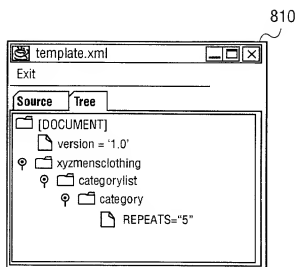 810
template.xml
Exit
Source Tree
[DOCUMENT]
version = '1.0'
xyzmensclothing
categorylist
category
REPEATS="5"